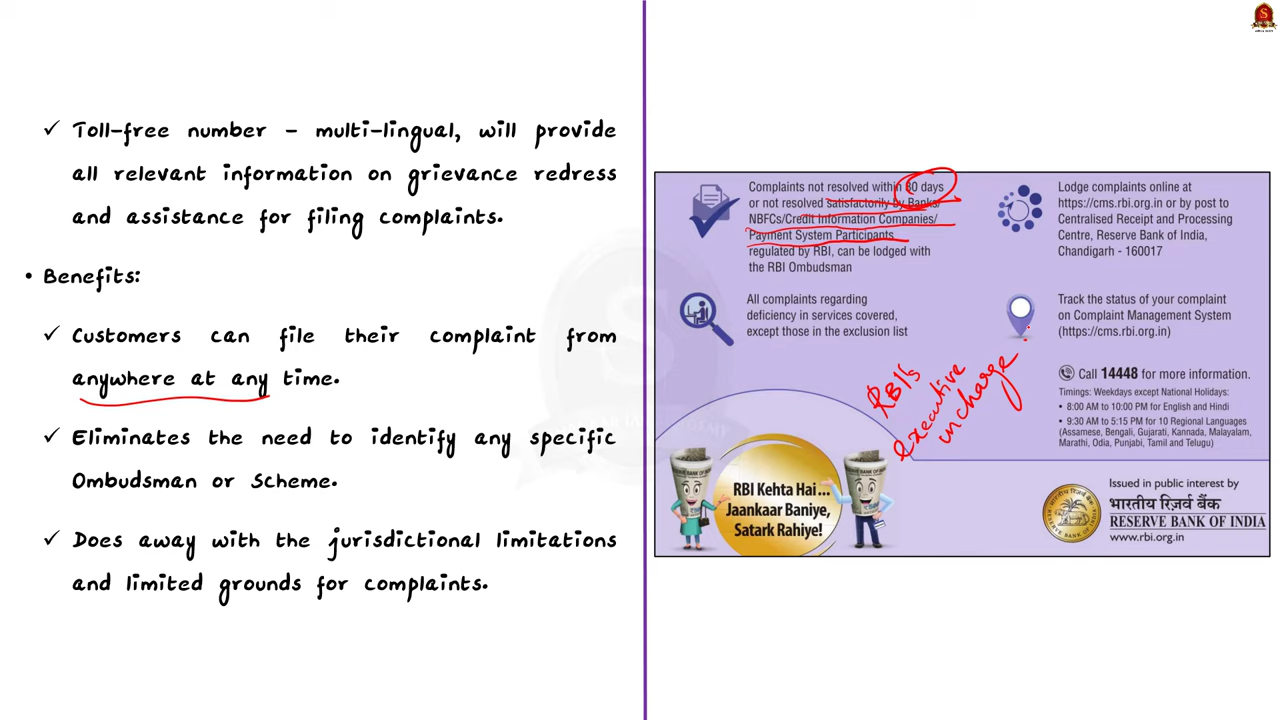 ✓ Toll-free number – multi-lingual, will provide
all relevant information on grievance redress
and assistance for filing complaints.
• Benefits:
✓ Customers can file their complaint from
anywhere at any time.
✓ Eliminates the need to identify any specific
Ombudsman or Scheme.
✓ Does away with the jurisdictional limitations
and limited grounds for complaints.
Complaints not resolved within 30 days
or not resolved satisfactorily by Banks/
NBFCs/Credit Information Companies/
Payment System Participants
regulated by RBI, can be lodged with
the RBI Ombudsman
Lodge complaints online at
https://cms.rbi.org.in or by post to
Centralised Receipt and Processing
Centre, Reserve Bank of India,
Chandigarh - 160017
All complaints regarding
deficiency in services covered,
except those in the exclusion list
Track the status of your complaint
on Complaint Management System
(https://cms.rbi.org.in)
RBI's
executive
incharge
Call 14448 for more information.
Timings: Weekdays except National Holidays:
• 8:00 AM to 10:00 PM for English and Hindi
• 9:30 AM to 5:15 PM for 10 Regional Languages
(Assamese, Bengali, Gujarati, Kannada, Malayalam,
Marathi, Odia, Punjabi, Tamil and Telugu)
RBI Kehta Hai...
Jaankaar Baniye,
Satark Rahiye!
Issued in public interest by
भारतीय रिज़र्व बैंक
RESERVE BANK OF INDIA
www.rbi.org.in